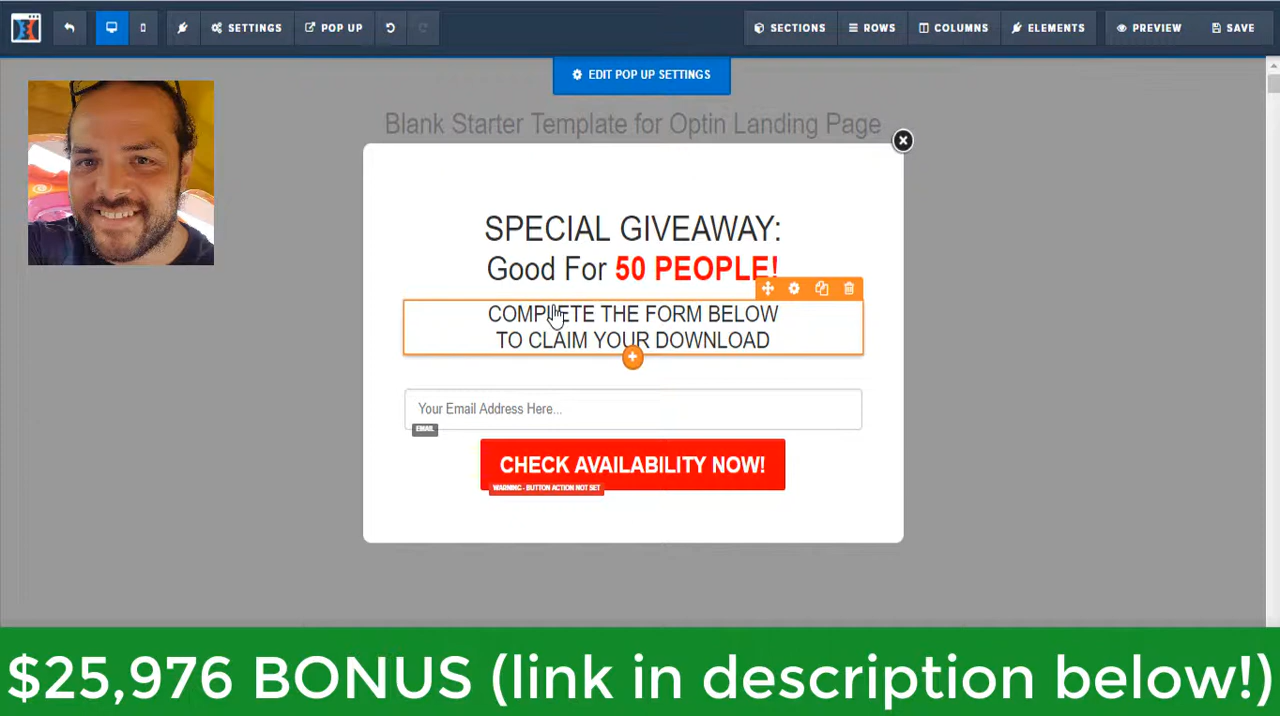 SETTINGS
POP UP
SECTIONS
ROWS
COLUMNS
ELEMENTS
PREVIEW
SAVE
EDIT POP UP SETTINGS
Blank Starter Template for Optin Landing Page
SPECIAL GIVEAWAY:
Good For 50 PEOPLE!
COMPLETE THE FORM BELOW
TO CLAIM YOUR DOWNLOAD
Your Email Address Here...
EMAIL
CHECK AVAILABILITY NOW!
WARNING - BUTTON ACTION NOT SET
$25,976 BONUS (link in description below!)